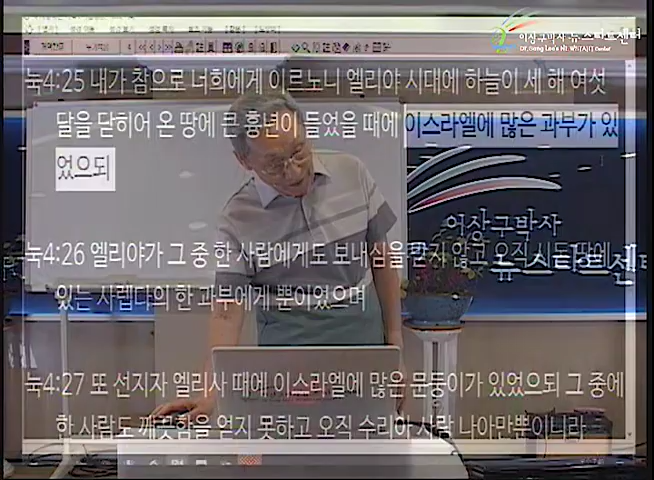 이상구박사 뉴스타트센터
눅4:25 내가 참으로 너희에게 이르노니 엘리야 시대에 하늘이 세 해 여섯
달을 닫히어 온 땅에 큰 흉년이 들었을 때에 이스라엘에 많은 과부가 있
었으되
이상구박사
뉴스타트센터
눅4:26 엘리야가 그 중 한 사람에게도 보내심을 받지 않고 오직 시돈 땅에
있는 사렙다의 한 과부에게 뿐이었으며
눅4:27 또 선지자 엘리사 때에 이스라엘에 많은 문둥이가 있었으되 그 중에
한 사람도 깨끗함을 얻지 못하고 오직 수리아 사람 나아만뿐이니라